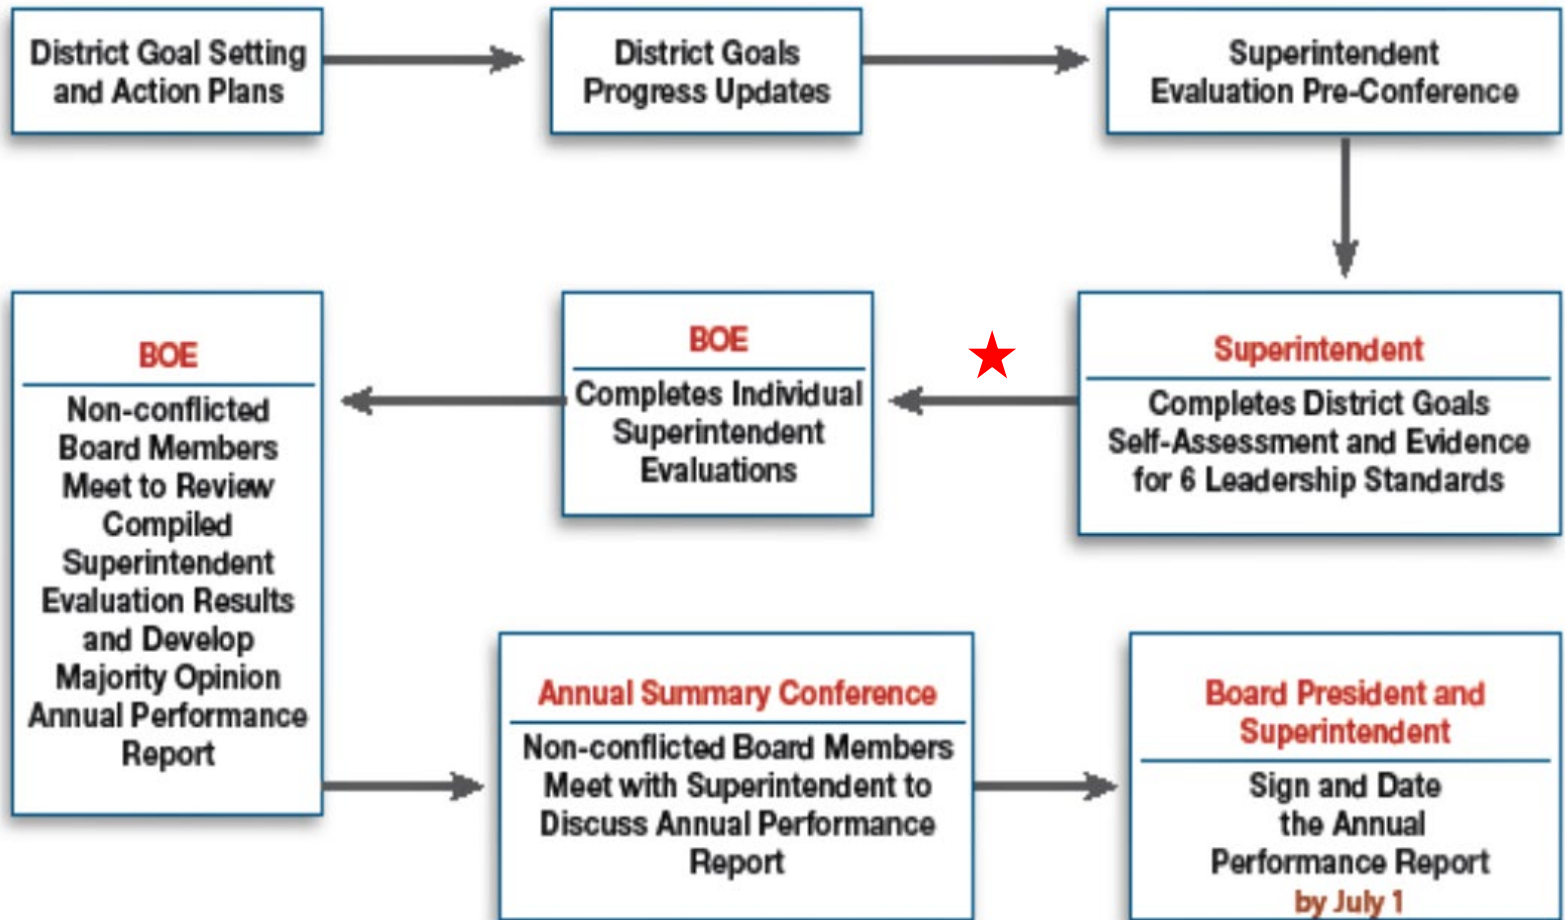 District Goal Setting
and Action Plans
District Goals
Progress Updates
Superintendent
Evaluation Pre-Conference
Superintendent
Completes District Goals
Self-Assessment and Evidence
for 6 Leadership Standards
BOE
Completes Individual
Superintendent
Evaluations
BOE
Non-conflicted
Board Members
Meet to Review
Compiled
Superintendent
Evaluation Results
and Develop
Majority Opinion
Annual Performance
Report
Annual Summary Conference
Non-conflicted Board Members
Meet with Superintendent to
Discuss Annual Performance
Report
Board President and
Superintendent
Sign and Date
the Annual
Performance Report
by July 1